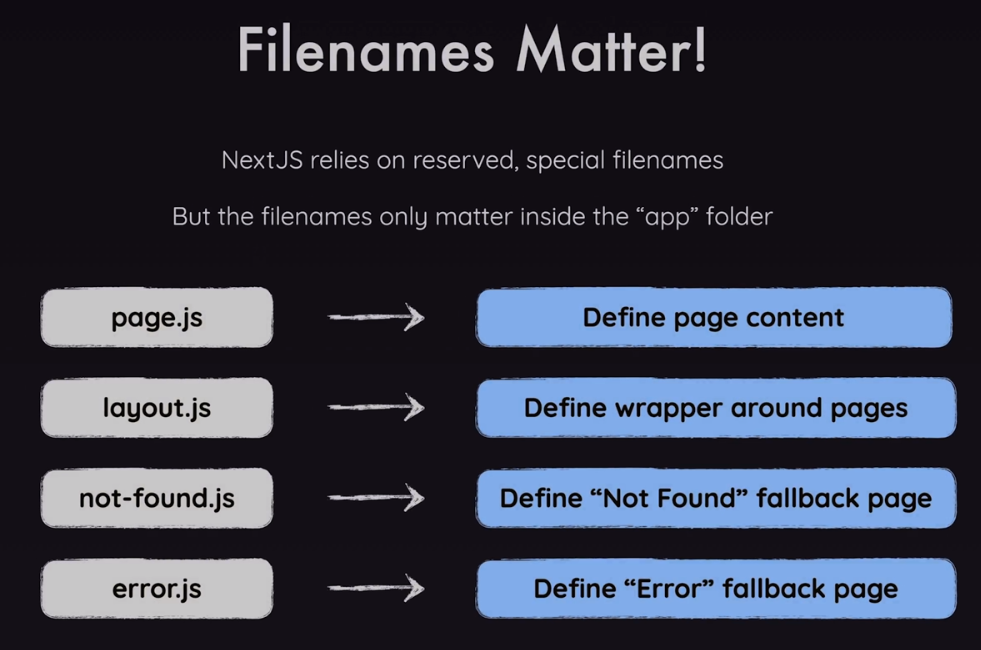 Filenames Matter!
NextJS relies on reserved, special filenames
But the filenames only matter inside the “app” folder
page.js
Define page content
layout.js
Define wrapper around pages
not-found.js
Define “Not Found” fallback page
error.js
Define “Error” fallback page